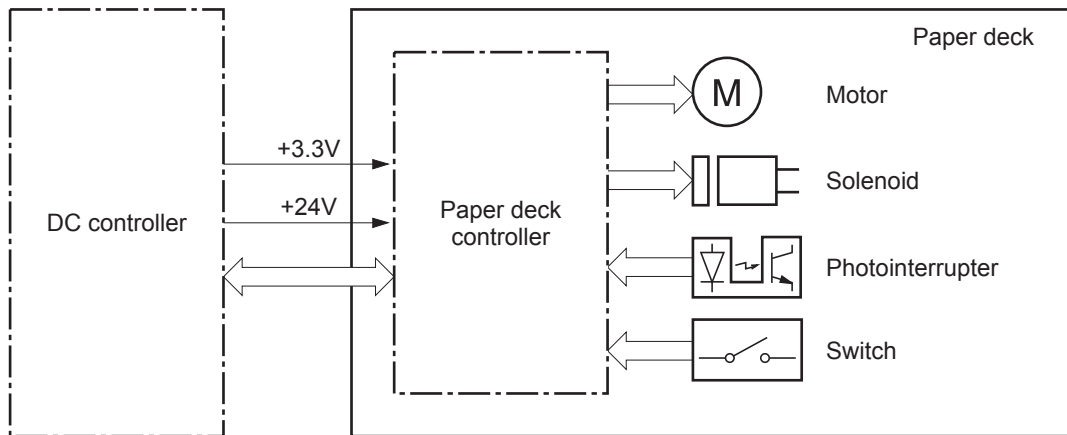 Paper deck
M
Motor
+3.3V
Solenoid
+24V
DC controller
Paper deck
controller
Photointerrupter
Switch